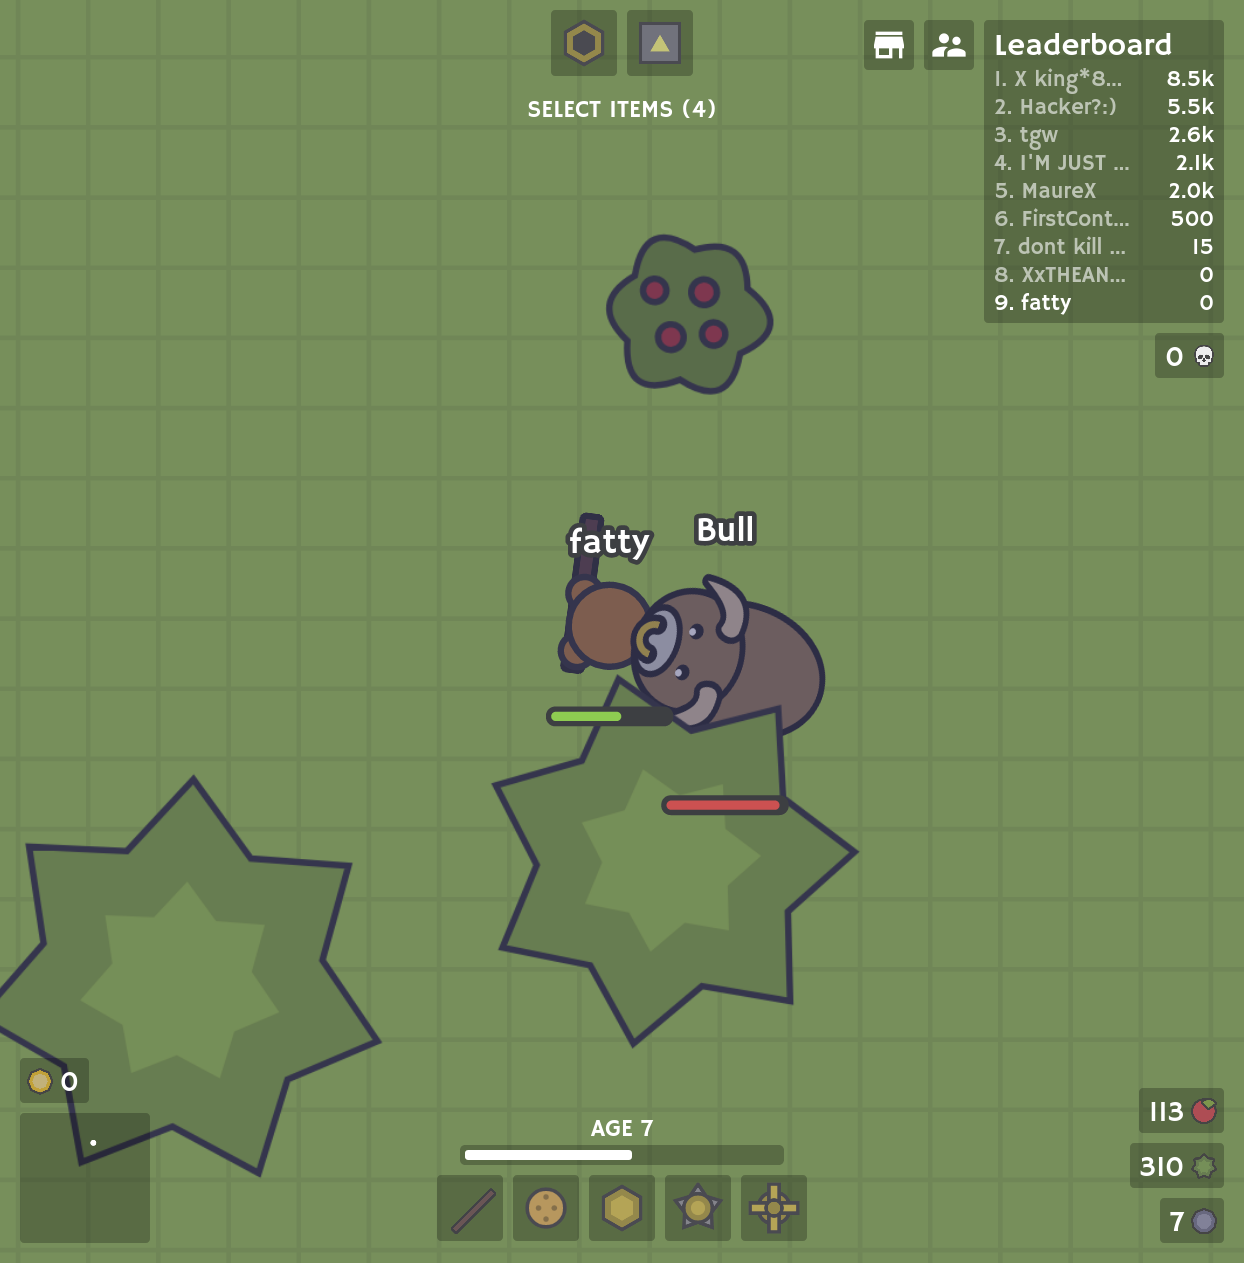 SELECT ITEMS (4)
Leaderboard
1. X king*8... 8.5k
2. Hacker?:) 5.5k
3. tgw 2.6k
4. I'M JUST ... 2.1k
5. MaureX 2.0k
6. FirstCont... 500
7. dont kill ... 15
8. XxTHEAN... 0
9. fatty 0
0
fatty
Bull
0
113
310
7
AGE 7